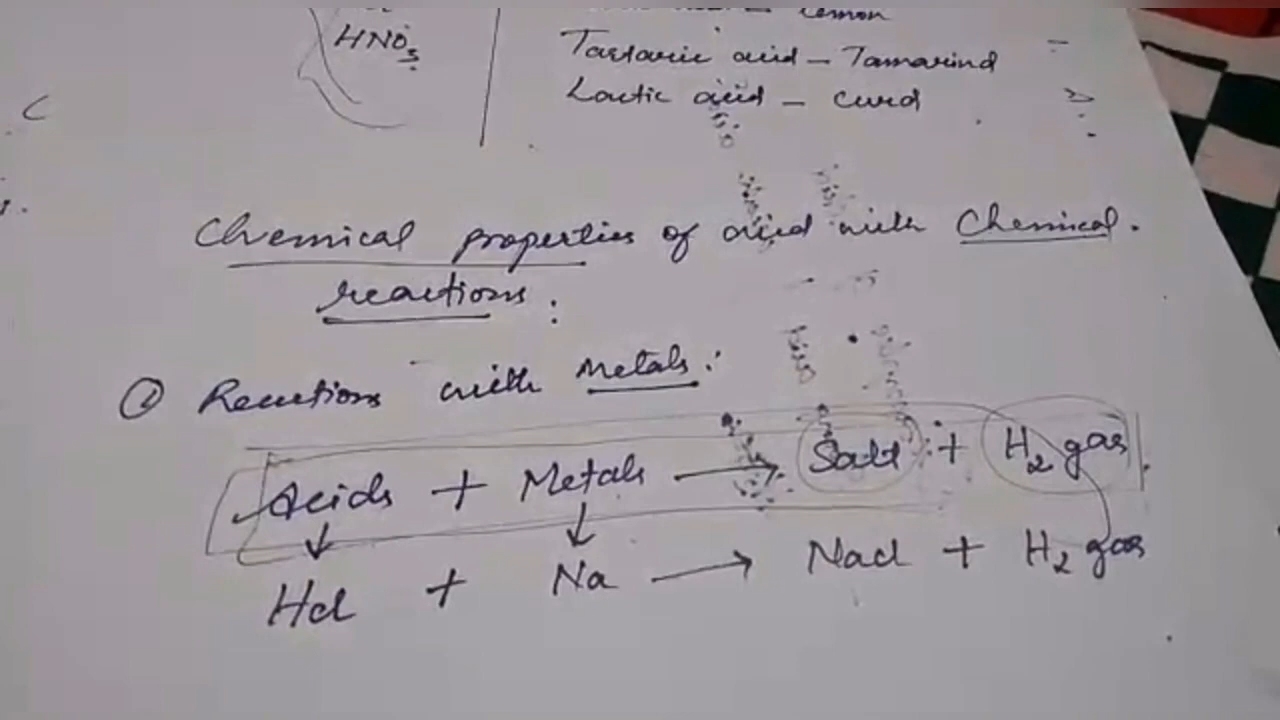 HNO3
lemon
Tartaric acid – Tamarind
Lactic acid – curd
Chemical properties of acid with Chemical.
reactions:
① Reactions with Metals:
Acids + Metals → Salt + H2 gas.
Hcl + Na → Nacl + H2 gas